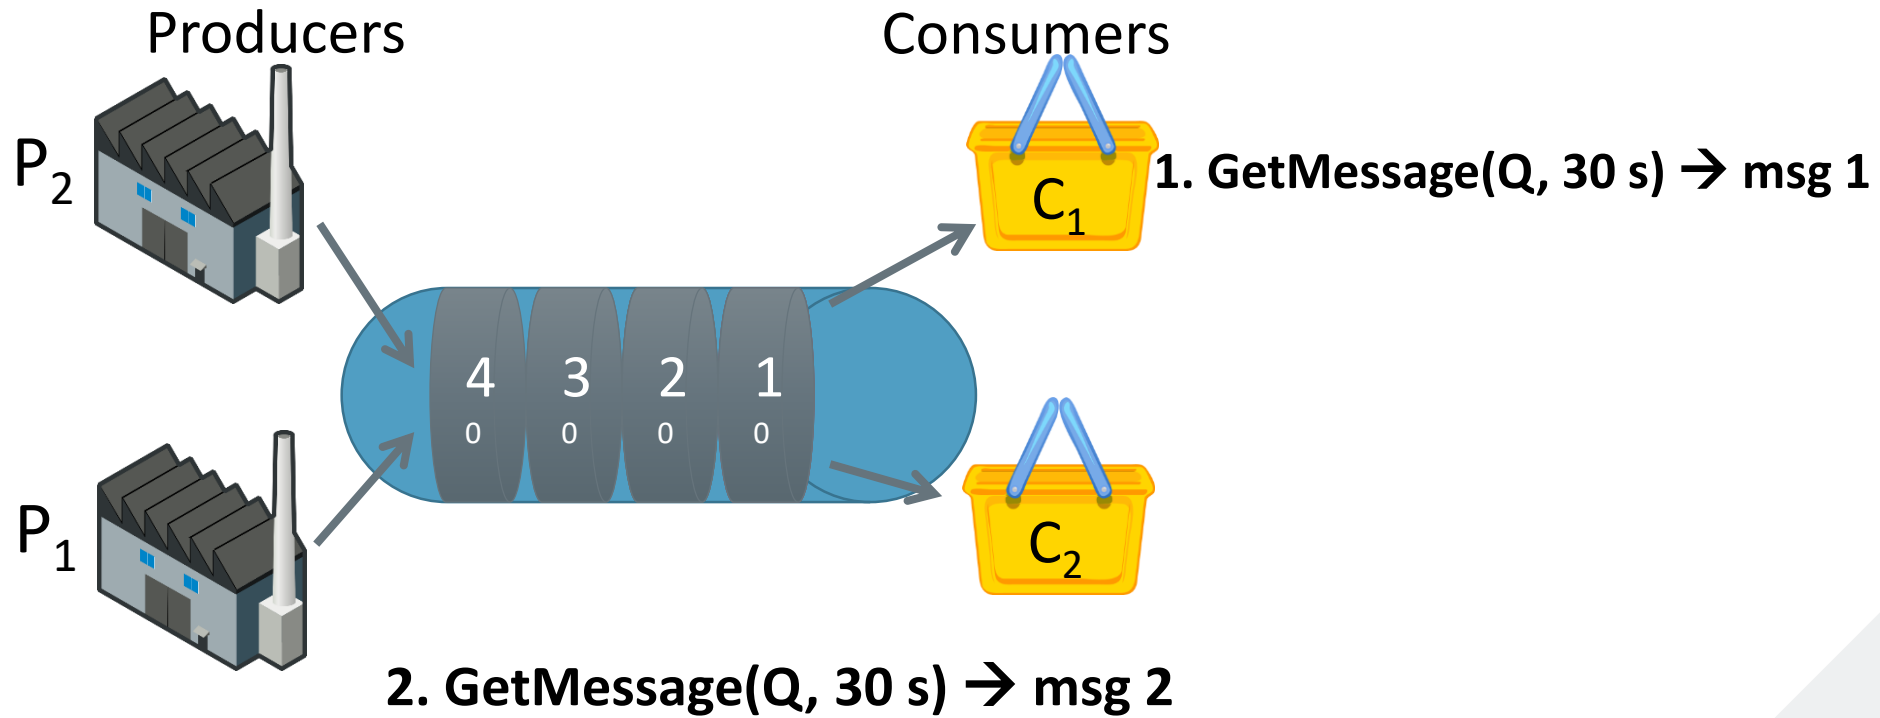 Producers
Consumers
P2
C1
1. GetMessage(Q, 30 s) → msg 1
4 3 2 1
0 0 0 0
P1
C2
2. GetMessage(Q, 30 s) → msg 2